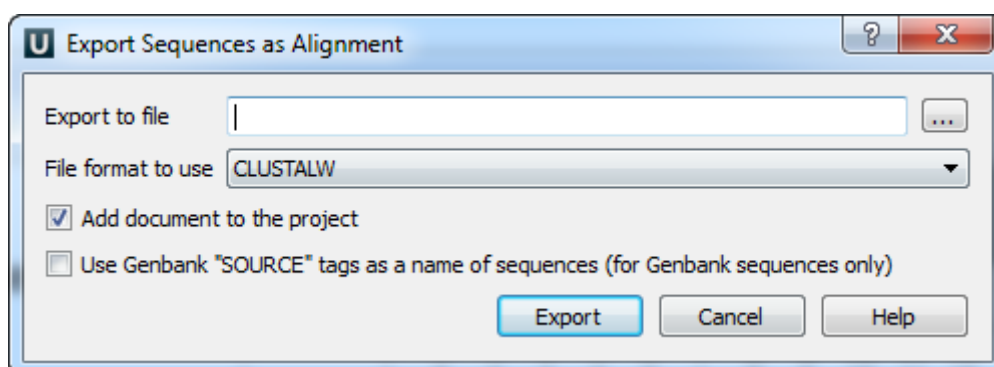 U Export Sequences as Alignment ? X
Export to file ...
File format to use CLUSTALW
Add document to the project
Use Genbank "SOURCE" tags as a name of sequences (for Genbank sequences only)
Export Cancel Help